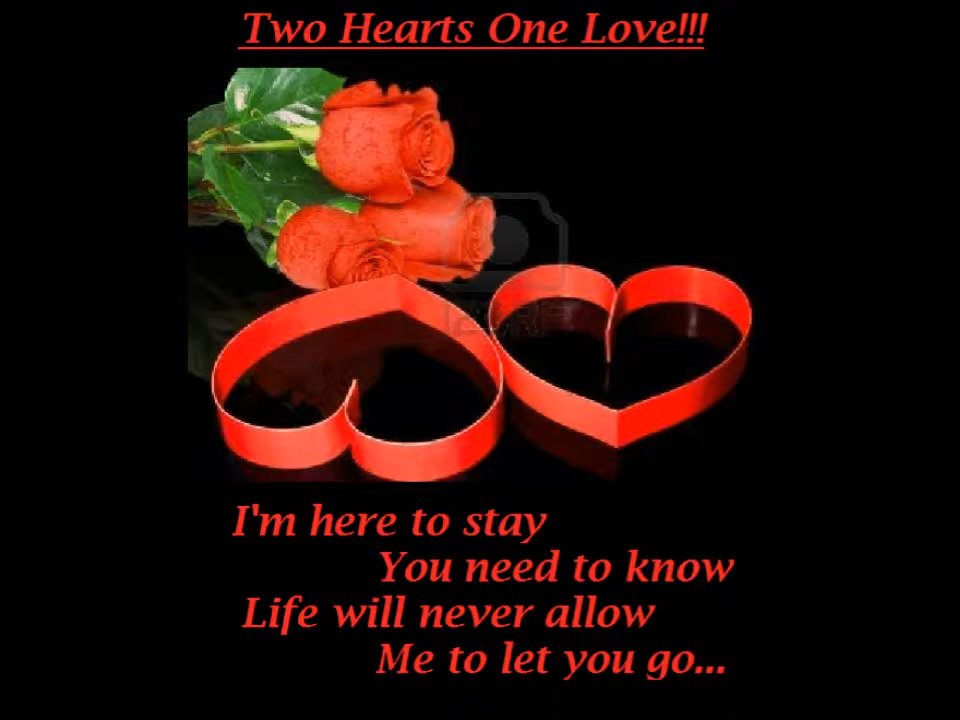 Two Hearts One Love!!!
I'm here to stay
You need to know
Life will never allow
Me to let you go...